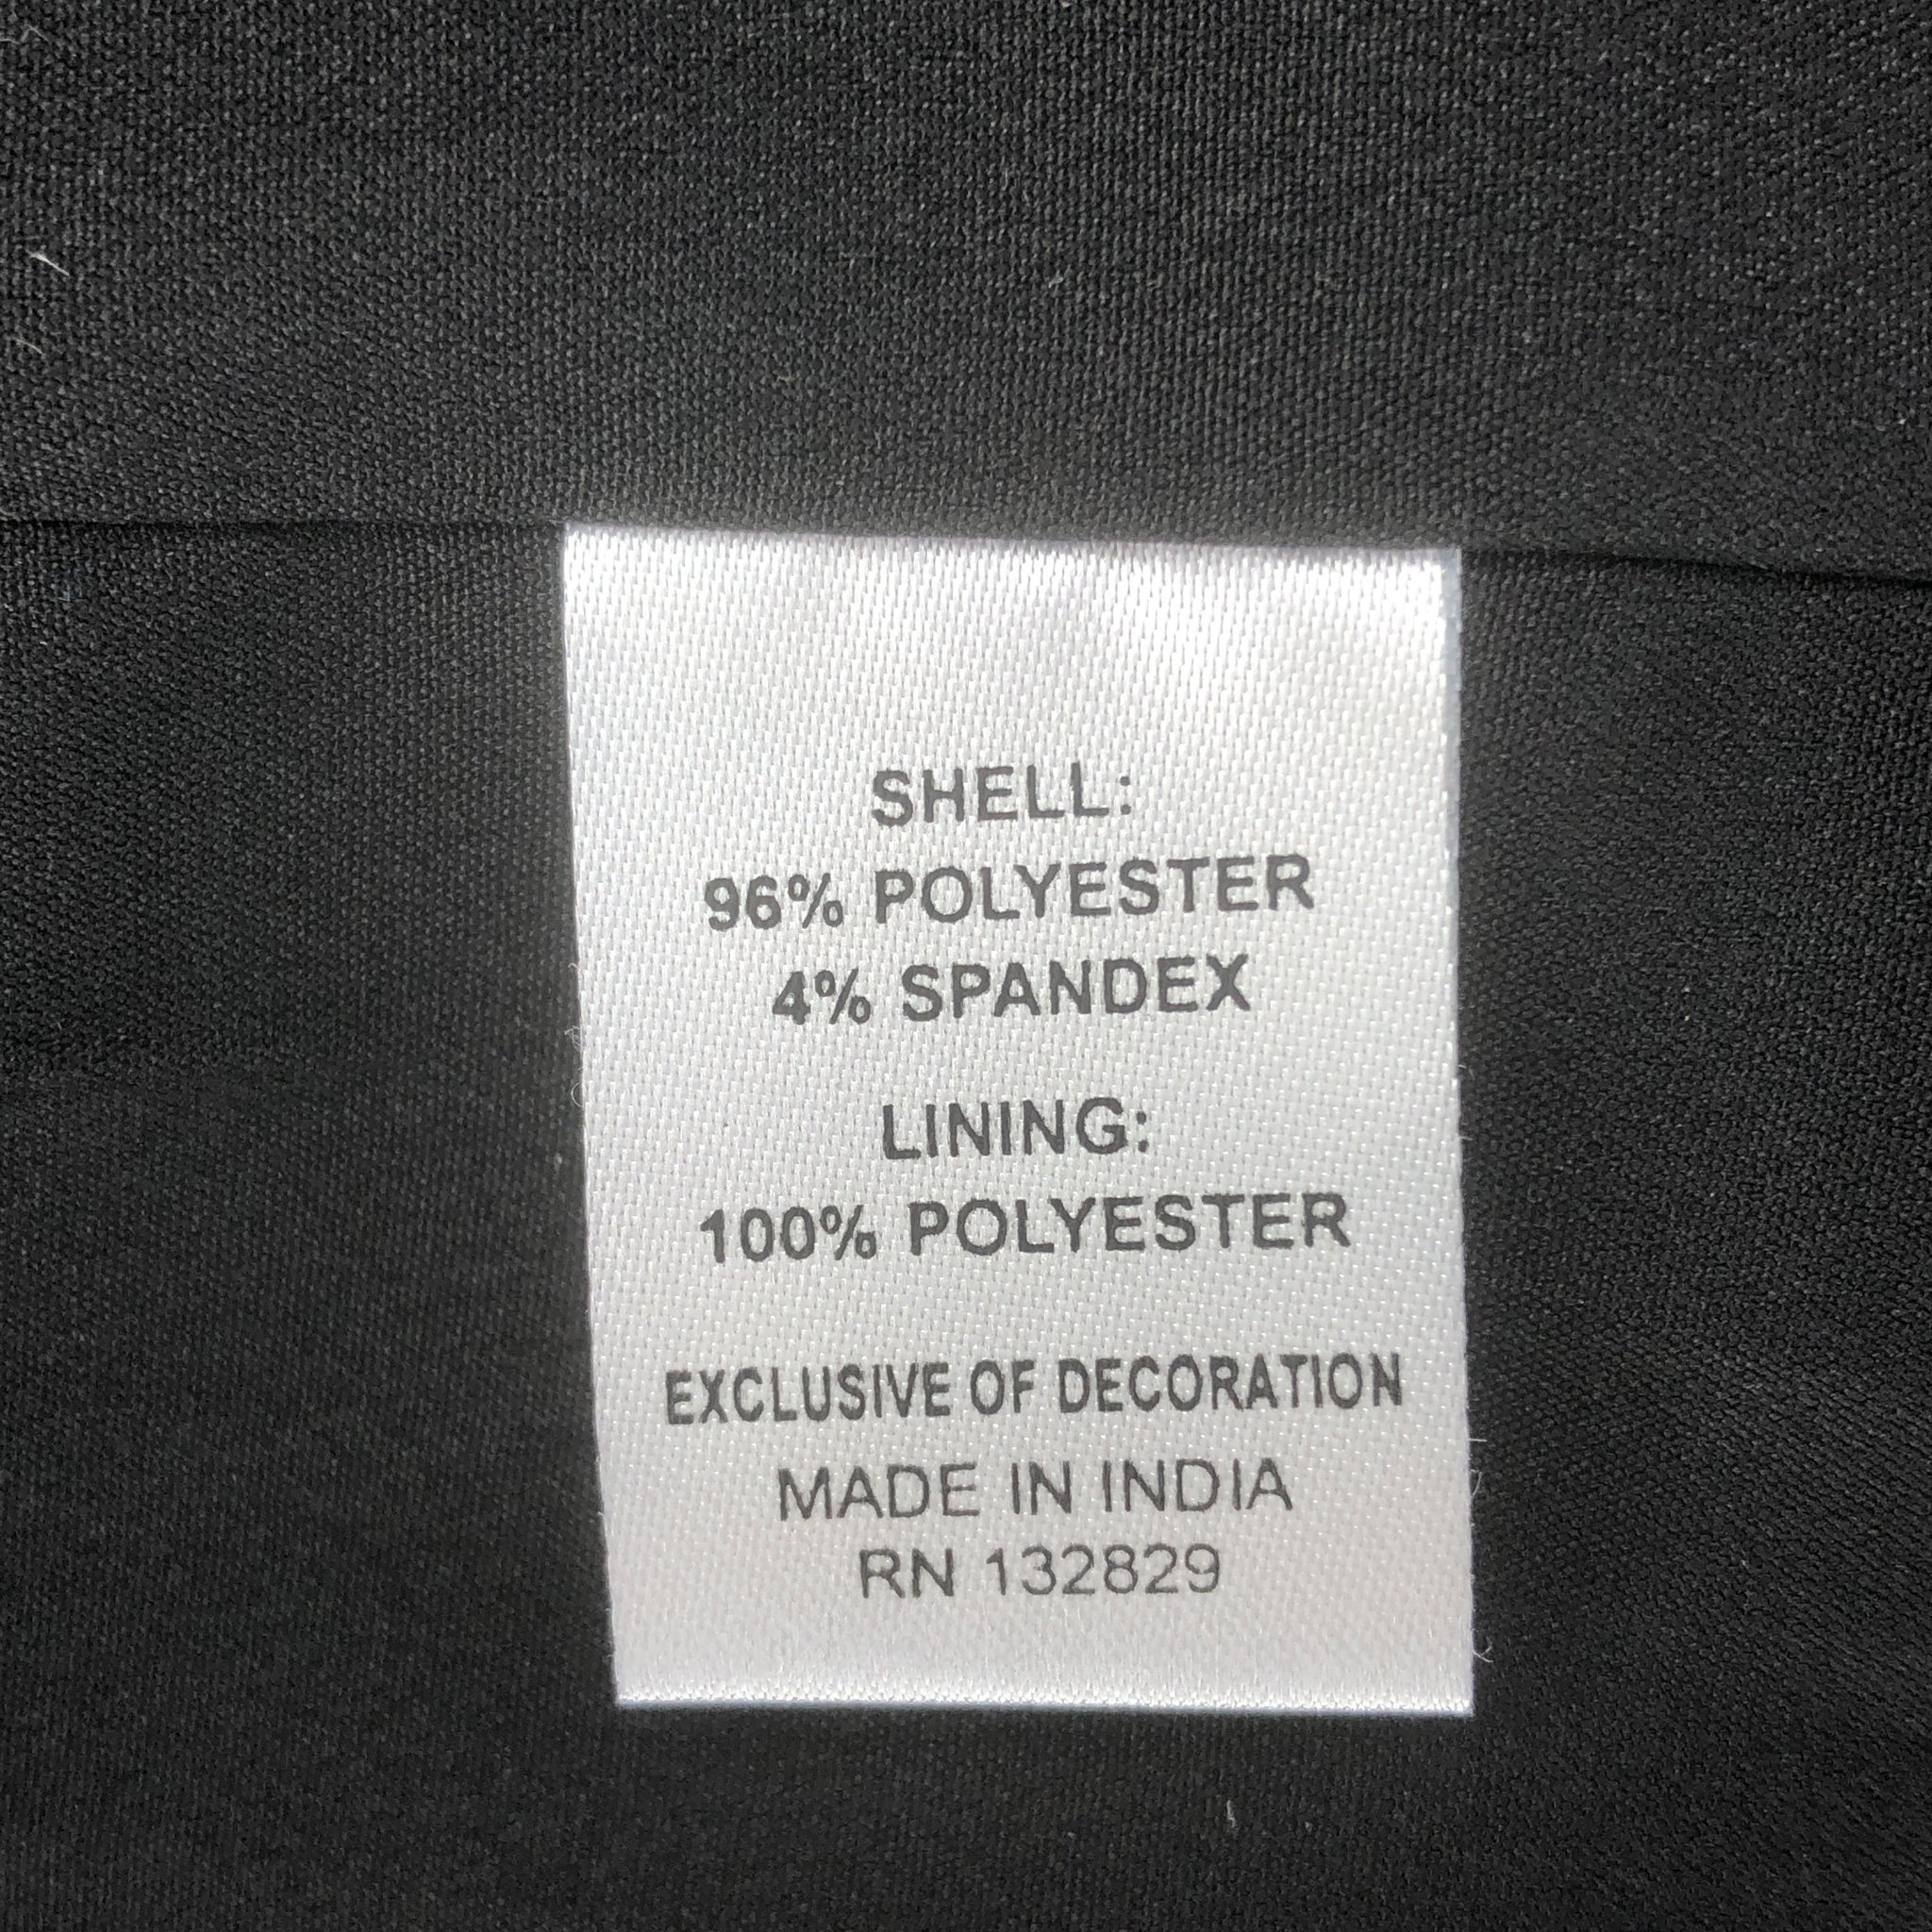 SHELL:
96% POLYESTER
4% SPANDEX
LINING:
100% POLYESTER
EXCLUSIVE OF DECORATION
MADE IN INDIA
RN 132829